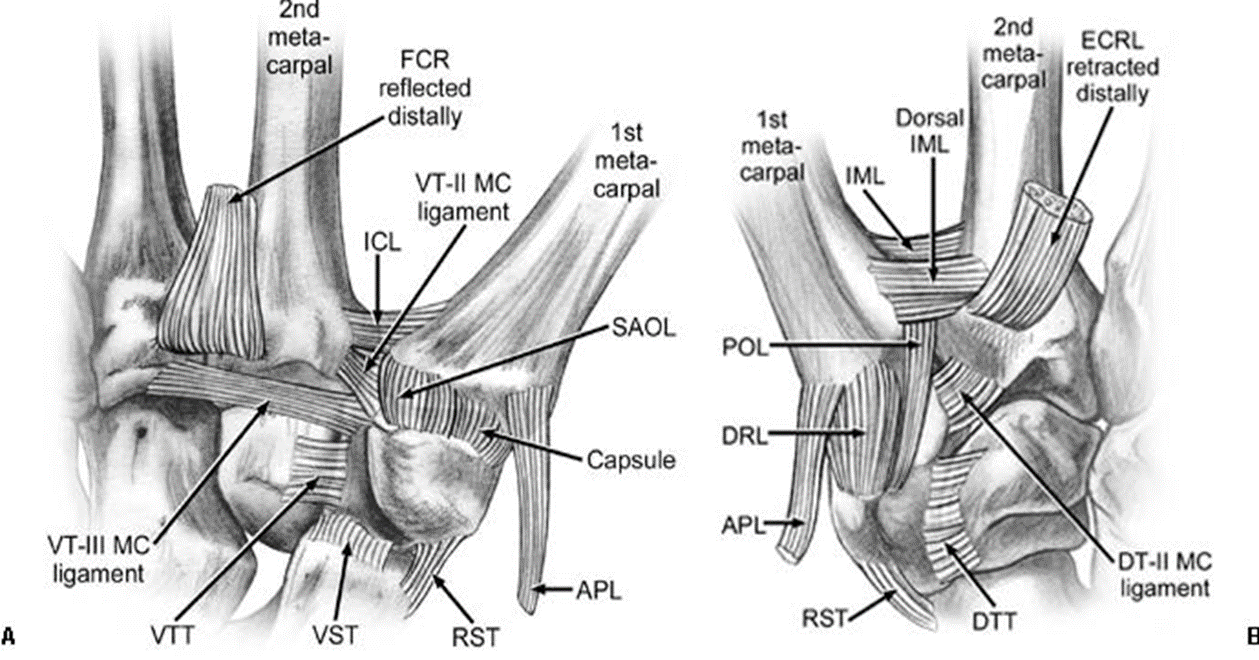 2nd
meta-
carpal
FCR
reflected
distally
1st
meta-
carpal
VT-II MC
ligament
ICL
SAOL
Capsule
VT-III MC
ligament
VTT
VST
RST
APL
A
2nd
meta-
carpal
ECRL
retracted
distally
1st
meta-
carpal
Dorsal
IML
IML
POL
DRL
APL
DT-II MC
ligament
RST
DTT
B